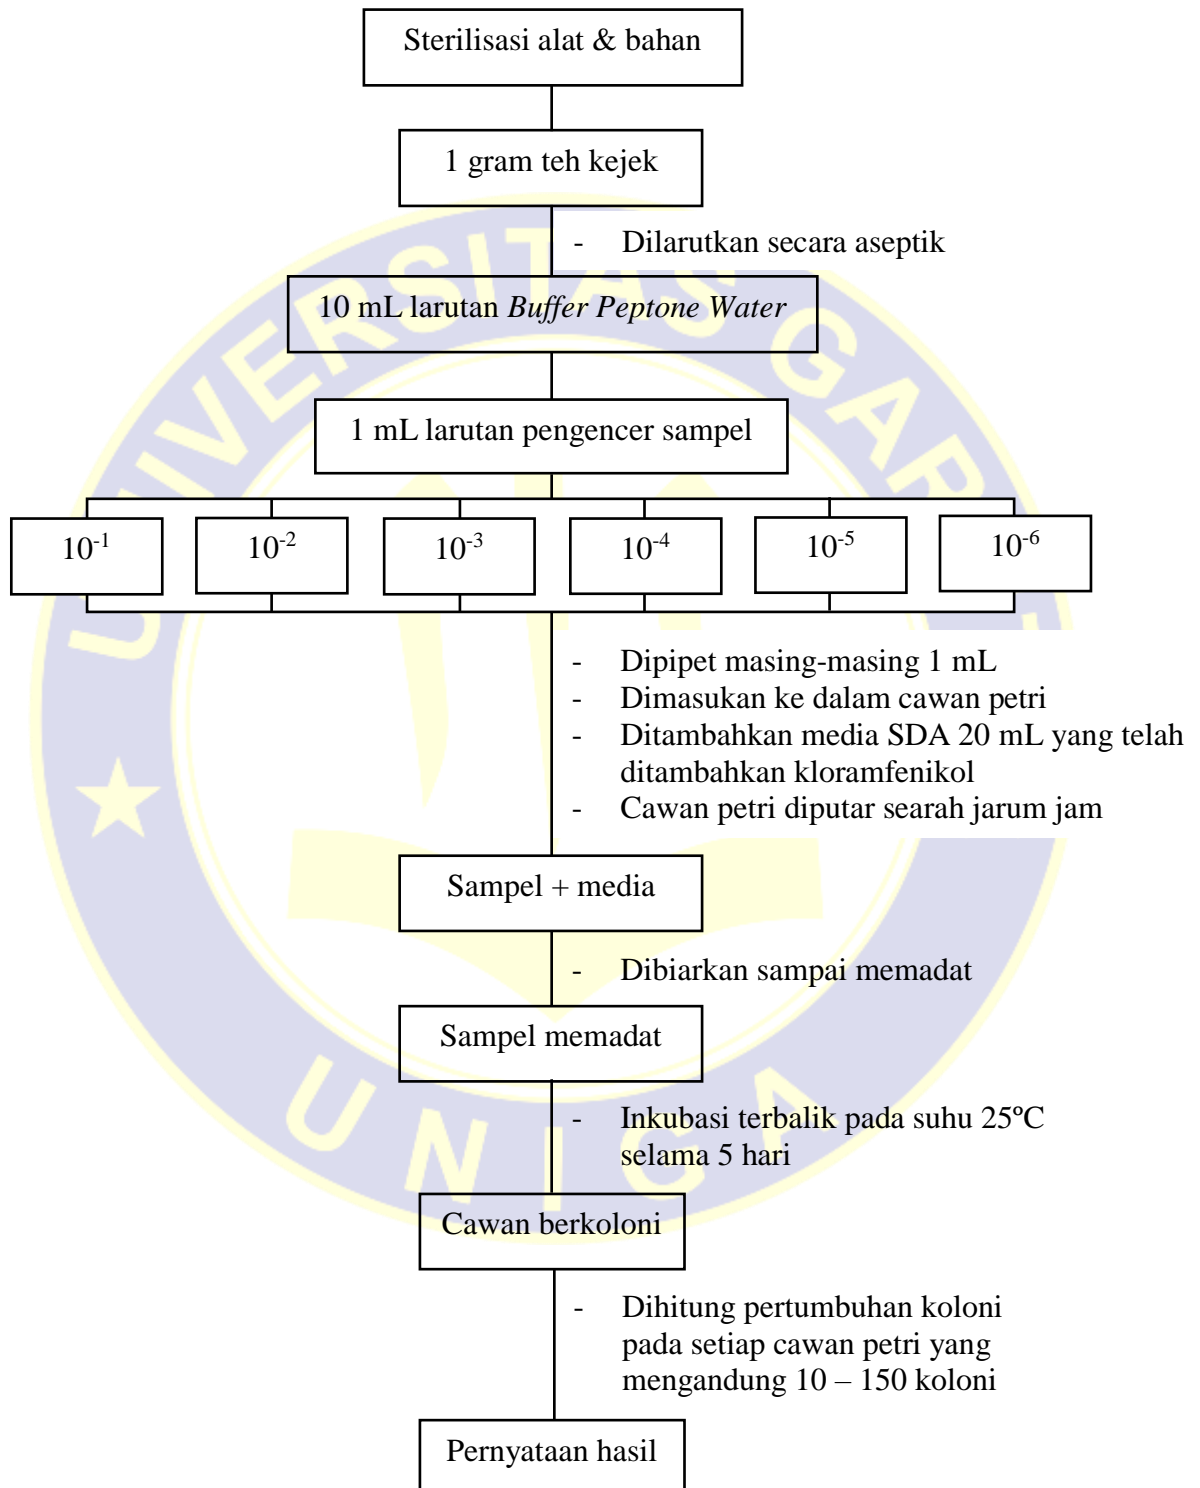 Sterilisasi alat & bahan
1 gram teh kejek
- Dilarutkan secara aseptik
10 mL larutan Buffer Peptone Water
1 mL larutan pengencer sampel
10⁻¹ 10⁻² 10⁻³ 10⁻⁴ 10⁻⁵ 10⁻⁶
- Dipipet masing-masing 1 mL
- Dimasukan ke dalam cawan petri
- Ditambahkan media SDA 20 mL yang telah
ditambahkan kloramfenikol
- Cawan petri diputar searah jarum jam
Sampel + media
- Dibiarkan sampai memadat
Sampel memadat
- Inkubasi terbalik pada suhu 25ºC
selama 5 hari
Cawan berkoloni
- Dihitung pertumbuhan koloni
pada setiap cawan petri yang
mengandung 10 – 150 koloni
Pernyataan hasil
UNIVERSITAS GAR
UNIGA